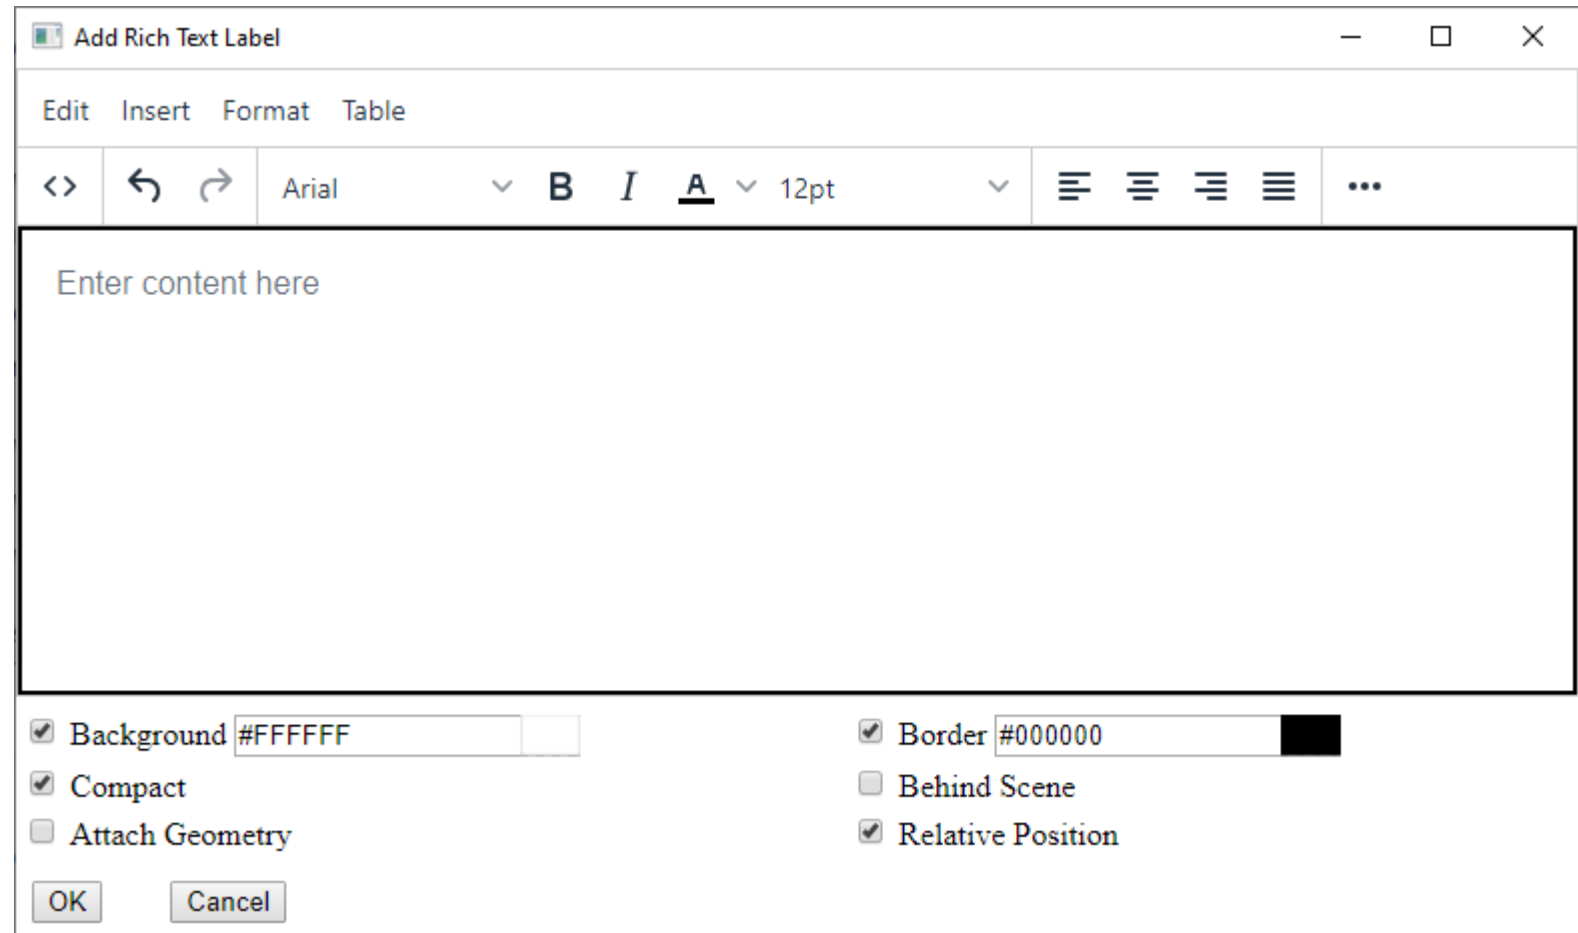 Add Rich Text Label
Edit Insert Format Table
Arial B I A 12pt
Enter content here
Background #FFFFFF Border #000000
Compact Behind Scene
Attach Geometry Relative Position
OK Cancel